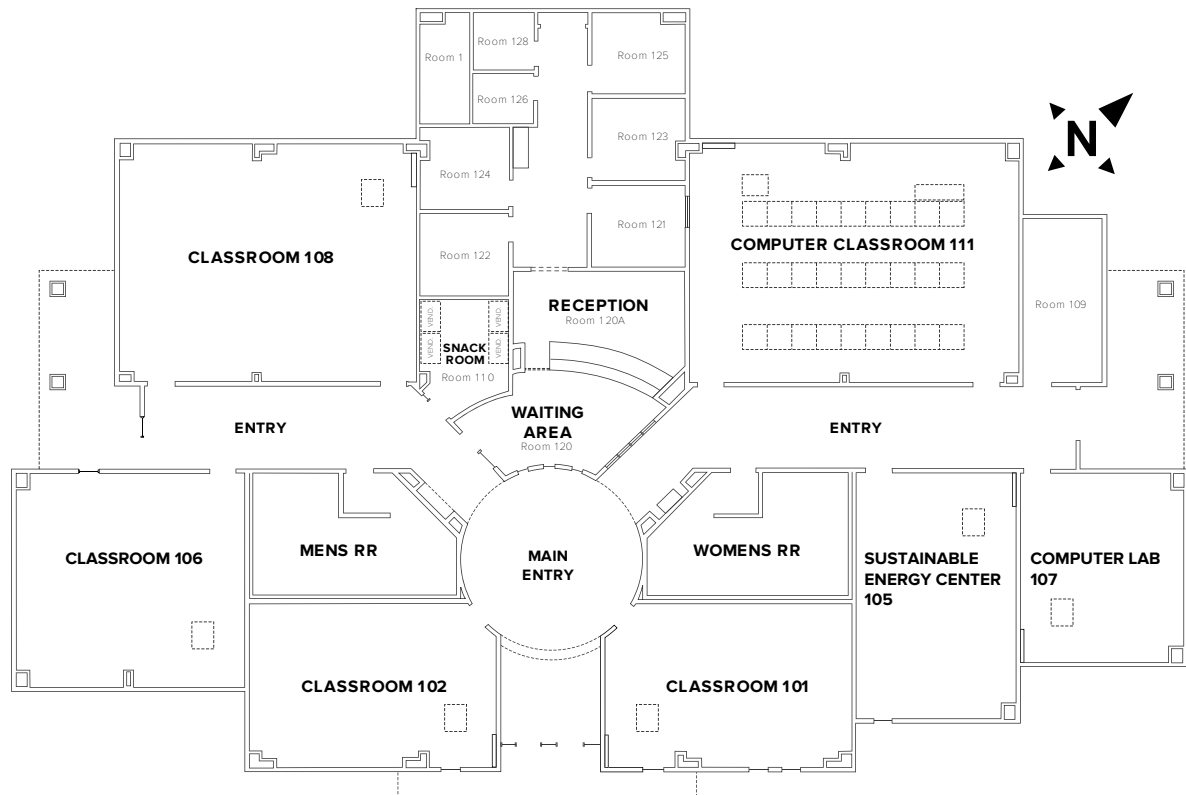 Room 128
Room 1
Room 125
Room 126
Room 123
N
Room 124
Room 121
CLASSROOM 108
Room 122
COMPUTER CLASSROOM 111
RECEPTION
Room 120A
Room 109
VEND.
VEND.
VEND.
VEND.
SNACK
ROOM
Room 110
WAITING
AREA
Room 120
ENTRY
ENTRY
CLASSROOM 106
MENS RR
MAIN
ENTRY
WOMENS RR
SUSTAINABLE
ENERGY CENTER
105
COMPUTER LAB
107
CLASSROOM 102
CLASSROOM 101